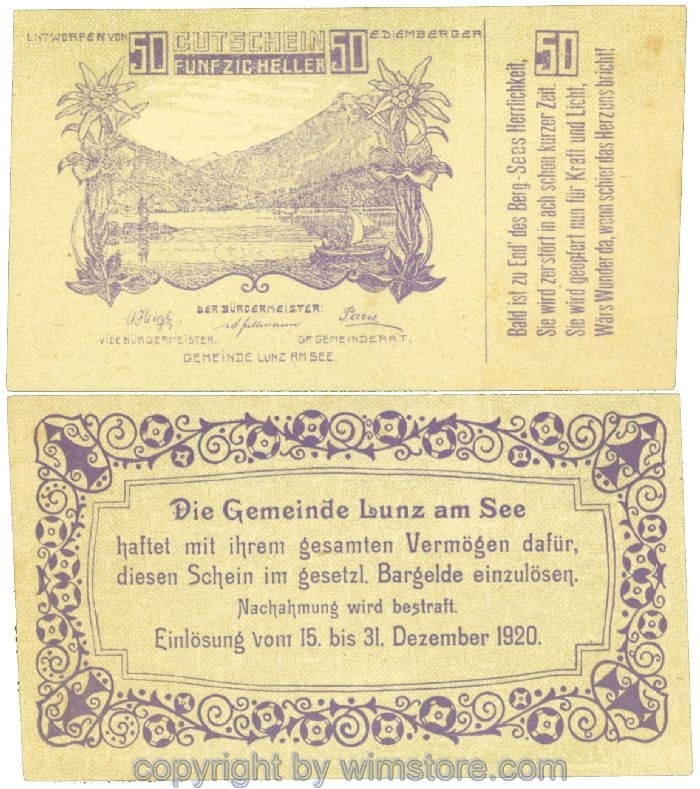 ENTWORFEN VON
50 GUTSCHEIN 50
FÜNFZIG HELLER
E DIEMBERGER
DER BÜRGERMEISTER:
Paris
VIZEBÜRGERMEISTER.
GF. GEMEINDERAT.
GEMEINDE LUNZ AM SEE.
50
Bald ist zu End' des Berg-Sees Herrlichkeit,
Sie wird zerstört in ach schon kurzer Zeit.
Sie wird geopfert nun für Kraft und Licht,
Wärs Wunder da, wenn schier das Herz uns bricht!
Die Gemeinde Lunz am See
haftet mit ihrem gesamten Vermögen dafür,
diesen Schein im gesetzl. Bargelde einzulösen.
Nachahmung wird bestraft.
Einlösung vom 15. bis 31. Dezember 1920.
copyright by wimstore.com